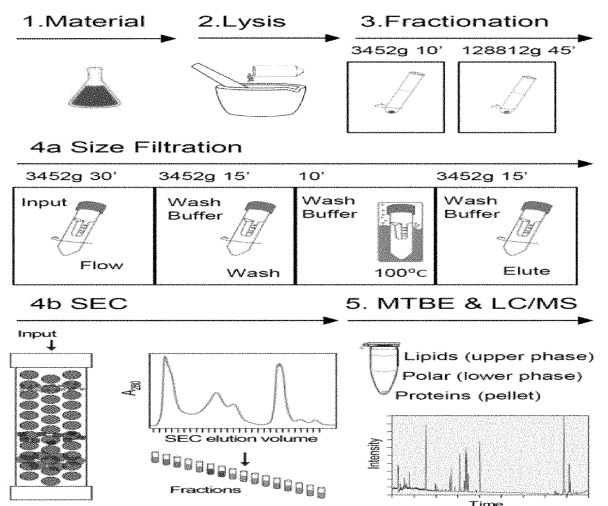 1.Material
2.Lysis
3.Fractionation
3452g 10'
128812g 45'
4a Size Filtration
3452g 30'
3452g 15'
10'
3452g 15'
Input
Flow
Wash
Buffer
Wash
Wash
Buffer
100°C
Wash
Buffer
Elute
4b SEC
5. MTBE & LC/MS
Input
A280
SEC elution volume
Fractions
Lipids (upper phase)
Polar (lower phase)
Proteins (pellet)
Intensity
Time